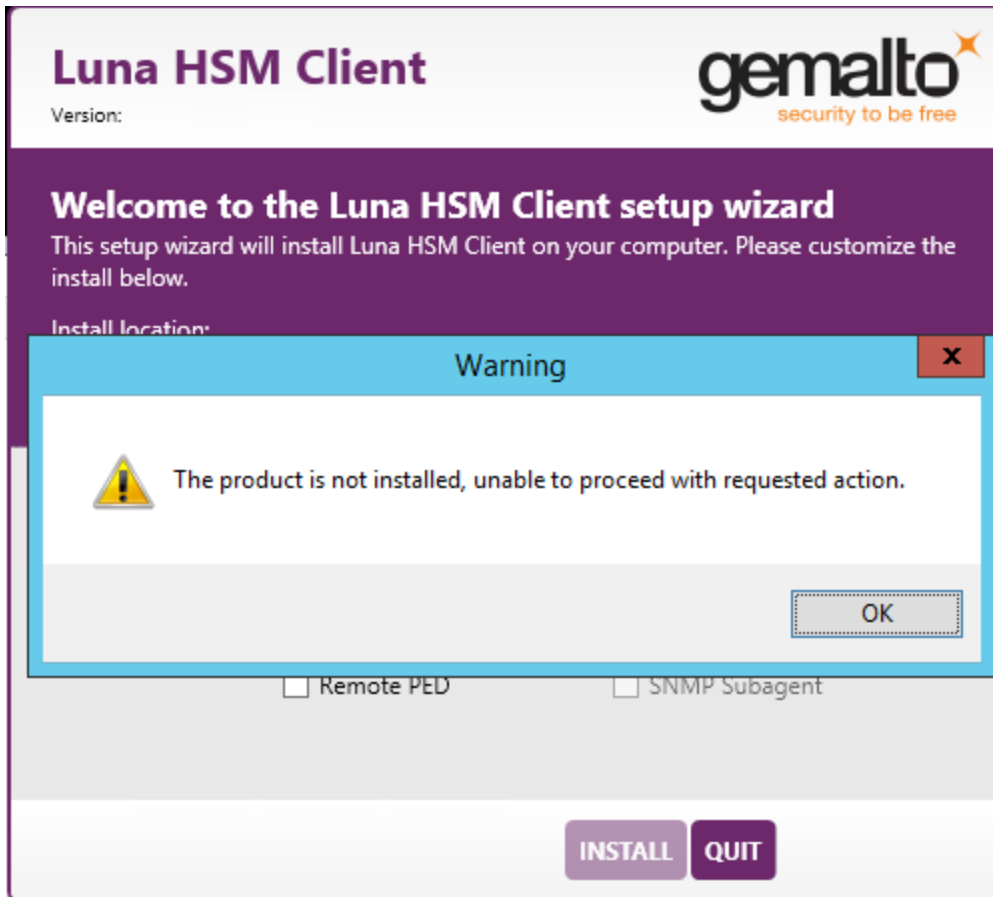 Luna HSM Client
Version:
gemalto
security to be free
Welcome to the Luna HSM Client setup wizard
This setup wizard will install Luna HSM Client on your computer. Please customize the
install below.
Install location:
Warning
x
The product is not installed, unable to proceed with requested action.
OK
Remote PED
SNMP Subagent
INSTALL
QUIT